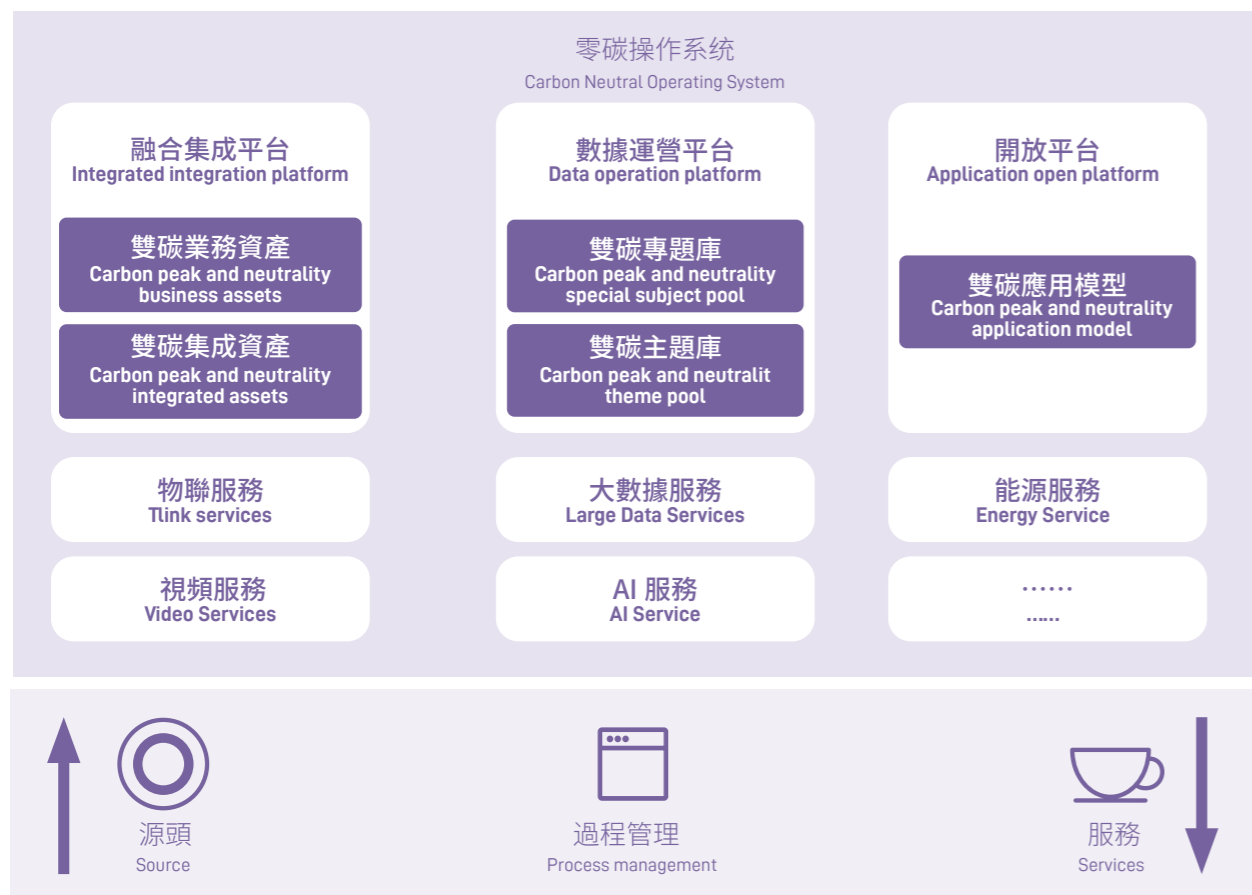 零碳操作系统
Carbon Neutral Operating System
融合集成平台
Integrated integration platform
雙碳業務資產
Carbon peak and neutrality
business assets
雙碳集成資產
Carbon peak and neutrality
integrated assets
數據運營平台
Data operation platform
雙碳專題庫
Carbon peak and neutrality
special subject pool
雙碳主題庫
Carbon peak and neutralit
theme pool
開放平台
Application open platform
雙碳應用模型
Carbon peak and neutrality
application model
物聯服務
Tlink services
大數據服務
Large Data Services
能源服務
Energy Service
視頻服務
Video Services
AI 服務
AI Service
……
……
源頭
Source
過程管理
Process management
服務
Services